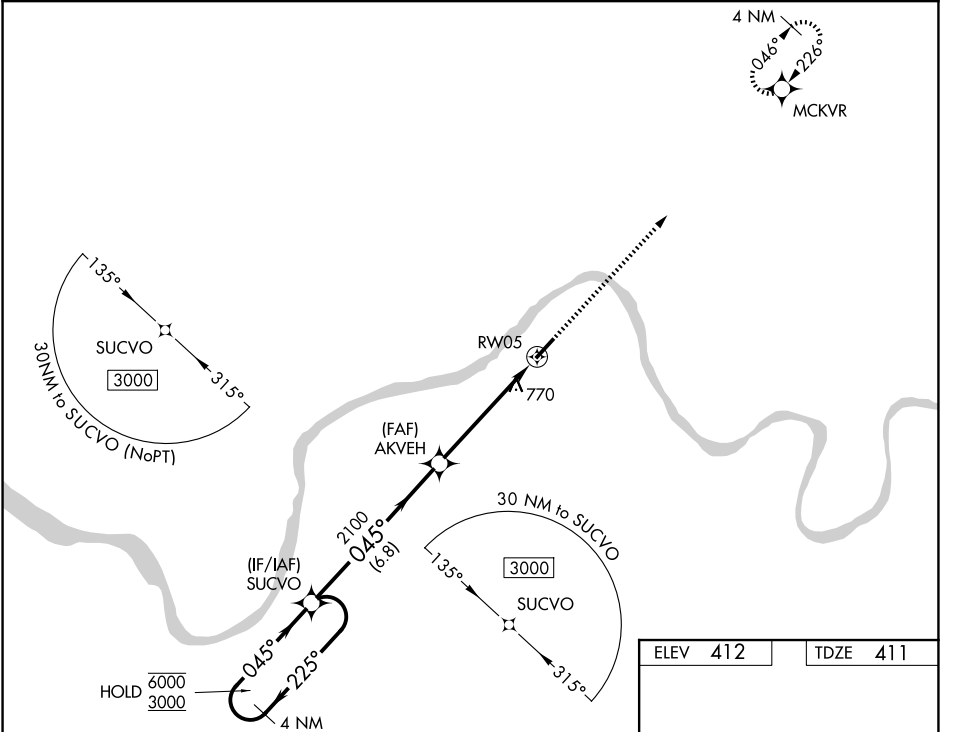 4 NM
046°
226°
MCKVR
135°
SUCVO
3000
315°
30NM to SUCVO (NoPT)
RW05
770
(FAF)
AKVEH
2100
045°
(6.8)
30 NM to SUCVO
135°
3000
SUCVO
315°
(IF/IAF)
SUCVO
045°
225°
HOLD 6000
3000
4 NM
ELEV 412
TDZE 411